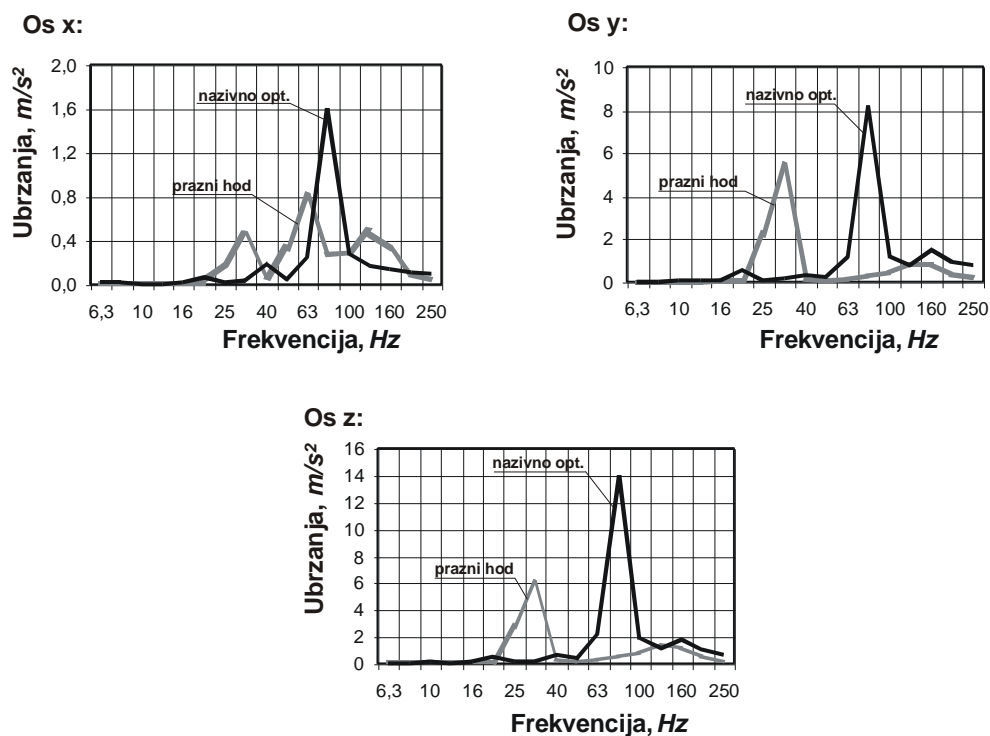 Os x:
Ubrzanja, m/s²
2,0
1,6
1,2
0,8
0,4
0,0
nazivno opt.
prazni hod
6,3 10 16 25 40 63 100 160 250
Frekvencija, Hz
Os y:
Ubrzanja, m/s²
10
8
6
4
2
0
nazivno opt.
prazni hod
6,3 10 16 25 40 63 100 160 250
Frekvencija, Hz
Os z:
Ubrzanja, m/s²
16
14
12
10
8
6
4
2
0
nazivno opt.
prazni hod
6,3 10 16 25 40 63 100 160 250
Frekvencija, Hz